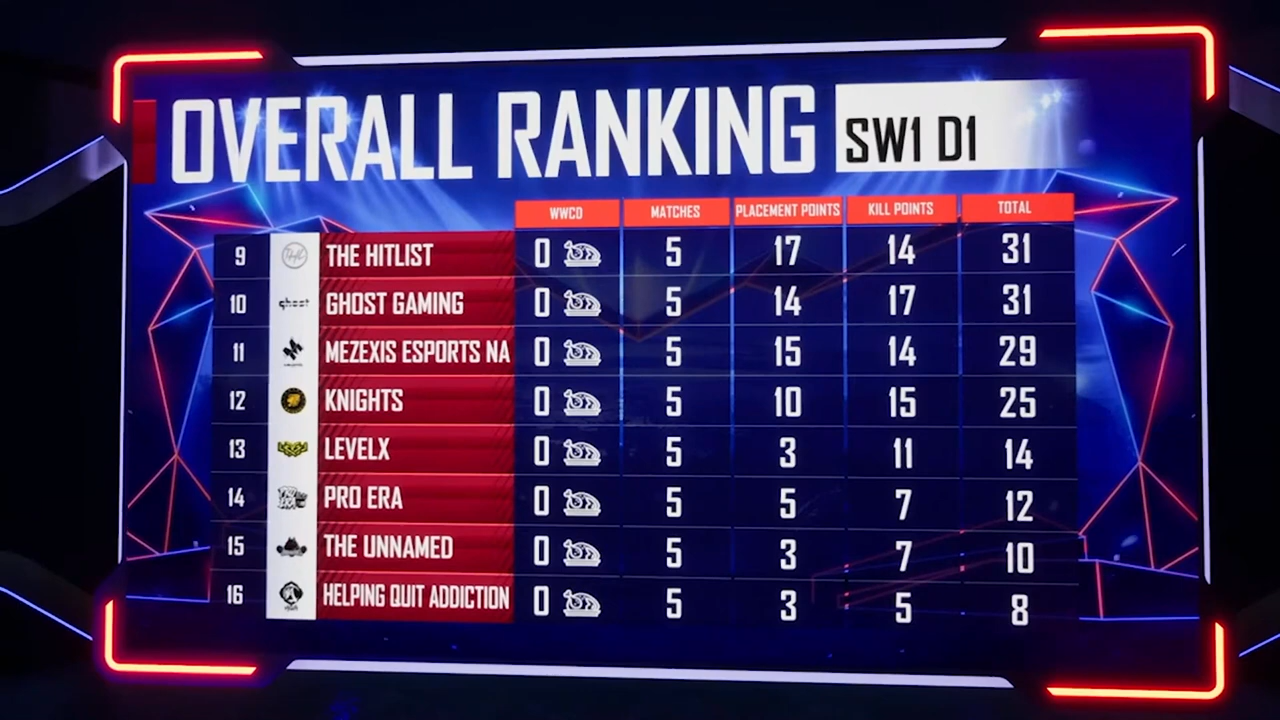 OVERALL RANKING SW1 D1
WWCD MATCHES PLACEMENT POINTS KILL POINTS TOTAL
9 THE HITLIST 0 5 17 14 31
10 ghost GHOST GAMING 0 5 14 17 31
11 MEZEXIS ESPORTS NA 0 5 15 14 29
12 KNIGHTS 0 5 10 15 25
13 LEVELX 0 5 3 11 14
14 PRO ERA 0 5 5 7 12
15 THE UNNAMED 0 5 3 7 10
16 HELPING QUIT ADDICTION 0 5 3 5 8